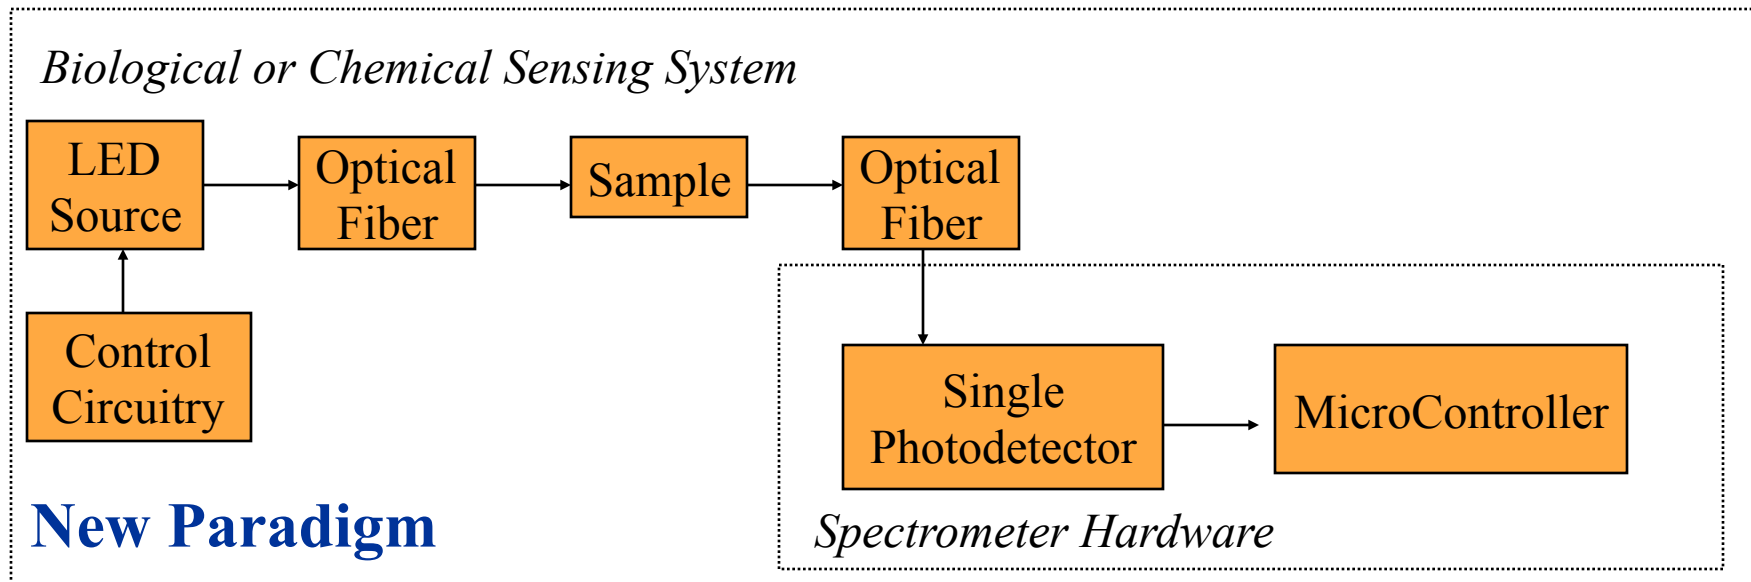 Biological or Chemical Sensing System
LED
Source
Optical
Fiber
Sample
Optical
Fiber
Control
Circuitry
Single
Photodetector
MicroController
New Paradigm
Spectrometer Hardware